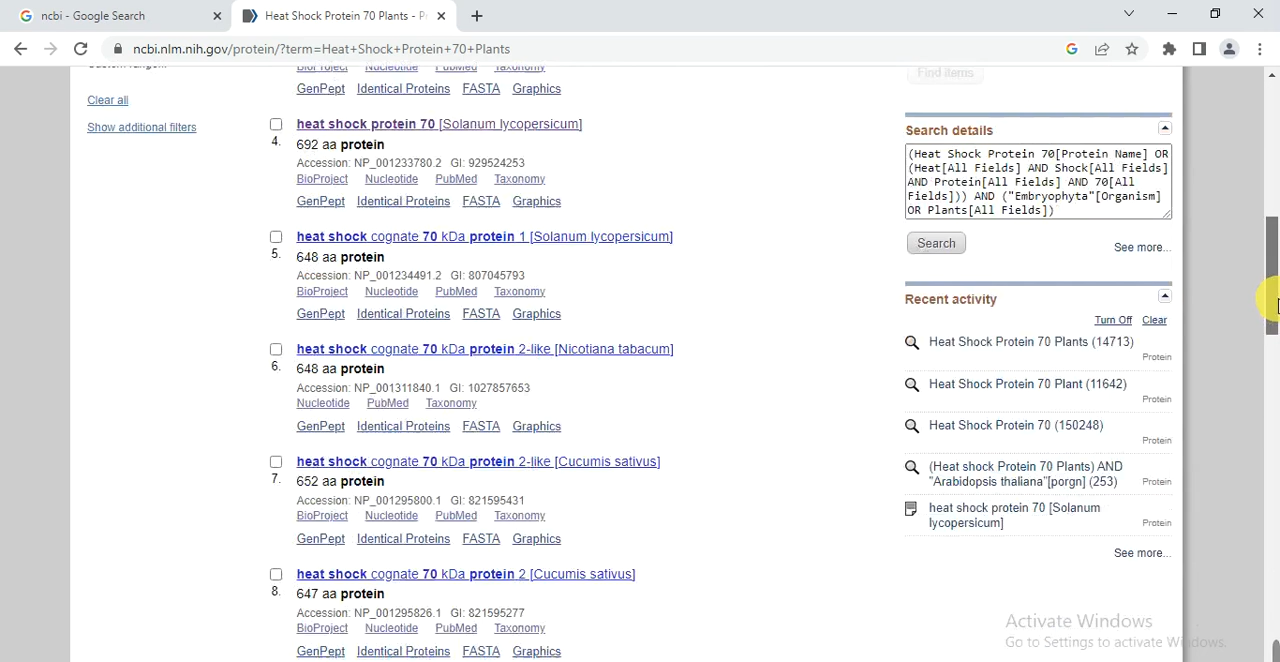 ncbi - Google Search
Heat Shock Protein 70 Plants - P
ncbi.nlm.nih.gov/protein/?term=Heat+Shock+Protein+70+Plants
BioProject Nucleotide PubMed Taxonomy
GenPept Identical Proteins FASTA Graphics
Clear all
Show additional filters
4. heat shock protein 70 [Solanum lycopersicum]
692 aa protein
Accession: NP_001233780.2 GI: 929524253
BioProject Nucleotide PubMed Taxonomy
GenPept Identical Proteins FASTA Graphics
5. heat shock cognate 70 kDa protein 1 [Solanum lycopersicum]
648 aa protein
Accession: NP_001234491.2 GI: 807045793
BioProject Nucleotide PubMed Taxonomy
GenPept Identical Proteins FASTA Graphics
6. heat shock cognate 70 kDa protein 2-like [Nicotiana tabacum]
648 aa protein
Accession: NP_001311840.1 GI: 1027857653
Nucleotide PubMed Taxonomy
GenPept Identical Proteins FASTA Graphics
7. heat shock cognate 70 kDa protein 2-like [Cucumis sativus]
652 aa protein
Accession: NP_001295800.1 GI: 821595431
BioProject Nucleotide PubMed Taxonomy
GenPept Identical Proteins FASTA Graphics
8. heat shock cognate 70 kDa protein 2 [Cucumis sativus]
647 aa protein
Accession: NP_001295826.1 GI: 821595277
BioProject Nucleotide PubMed Taxonomy
GenPept Identical Proteins FASTA Graphics
Find items
Search details
(Heat Shock Protein 70[Protein Name] OR
(Heat[All Fields] AND Shock[All Fields]
AND Protein[All Fields] AND 70[All
Fields])) AND ("Embryophyta"[Organism]
OR Plants[All Fields])
Search
See more...
Recent activity
Turn Off Clear
Heat Shock Protein 70 Plants (14713)
Protein
Heat Shock Protein 70 Plant (11642)
Protein
Heat Shock Protein 70 (150248)
Protein
(Heat shock Protein 70 Plants) AND
"Arabidopsis thaliana"[porgn] (253)
Protein
heat shock protein 70 [Solanum
lycopersicum]
Protein
See more...
Activate Windows
Go to Settings to activate Windows.